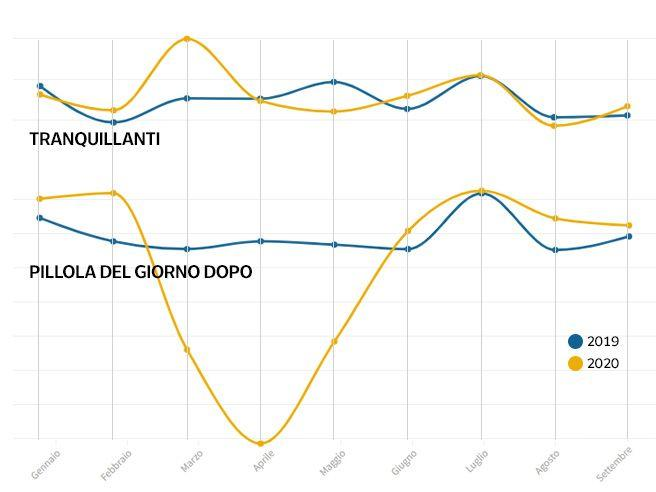 TRANQUILLANTI
PILLOLA DEL GIORNO DOPO
2019
2020
Gennaio
Febbraio
Marzo
Aprile
Maggio
Giugno
Luglio
Agosto
Settembre